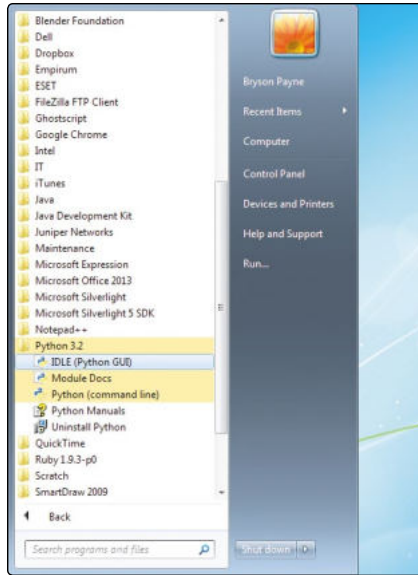 Blender Foundation
Dell
Dropbox
Empirum
ESET
FileZilla FTP Client
Ghostscript
Google Chrome
Intel
IT
iTunes
Java
Java Development Kit
Juniper Networks
Maintenance
Microsoft Expression
Microsoft Office 2013
Microsoft Silverlight
Microsoft Silverlight 5 SDK
Notepad++
Python 3.2
IDLE (Python GUI)
Module Docs
Python (command line)
Python Manuals
Uninstall Python
QuickTime
Ruby 1.9.3-p0
Scratch
SmartDraw 2009
Back
Search programs and files
Bryson Payne
Recent Items
Computer
Control Panel
Devices and Printers
Help and Support
Run...
Shut down